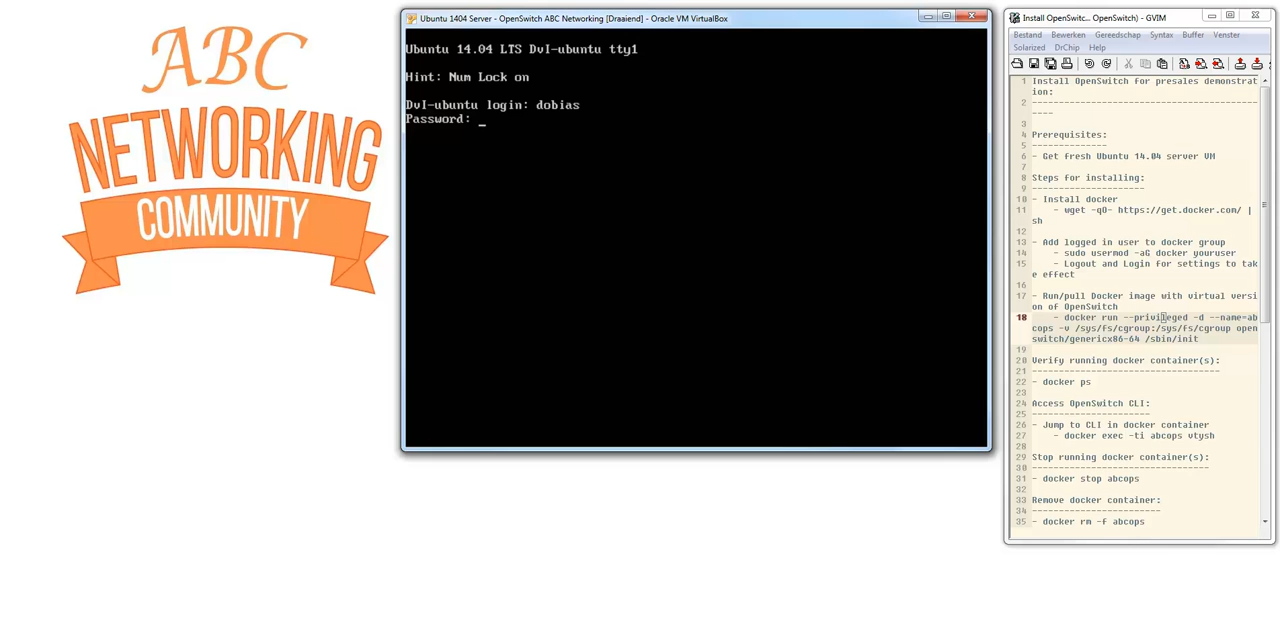 ABC
NETWORKING
COMMUNITY
Ubuntu 1404 Server - OpenSwitch ABC Networking [Draaiend] - Oracle VM VirtualBox
Ubuntu 14.04 LTS Dvl-ubuntu tty1
Hint: Num Lock on
Dvl-ubuntu login: dobias
Password: _
Install OpenSwitc... OpenSwitch) - GVIM
Bestand Bewerken Gereedschap Syntax Buffer Venster
Solarized DrChip Help
1 Install OpenSwitch for presales demonstrat
ion:
2 ------------------------------------------
----
3
4 Prerequisites:
5 --------------
6 - Get fresh Ubuntu 14.04 server VM
7
8 Steps for installing:
9 ---------------------
10 - Install docker
11 - wget -qO- https://get.docker.com/ |
sh
12
13 - Add logged in user to docker group
14 - sudo usermod -aG docker youruser
15 - Logout and Login for settings to tak
e effect
16
17 - Run/pull Docker image with virtual versi
on of OpenSwitch
18 - docker run --privileged -d --name=ab
cops -v /sys/fs/cgroup:/sys/fs/cgroup open
switch/genericx86-64 /sbin/init
19
20 Verify running docker container(s):
21 -----------------------------------
22 - docker ps
23
24 Access OpenSwitch CLI:
25 ----------------------
26 - Jump to CLI in docker container
27 - docker exec -ti abcops vtysh
28
29 Stop running docker container(s):
30 ---------------------------------
31 - docker stop abcops
32
33 Remove docker container:
34 ------------------------
35 - docker rm -f abcops